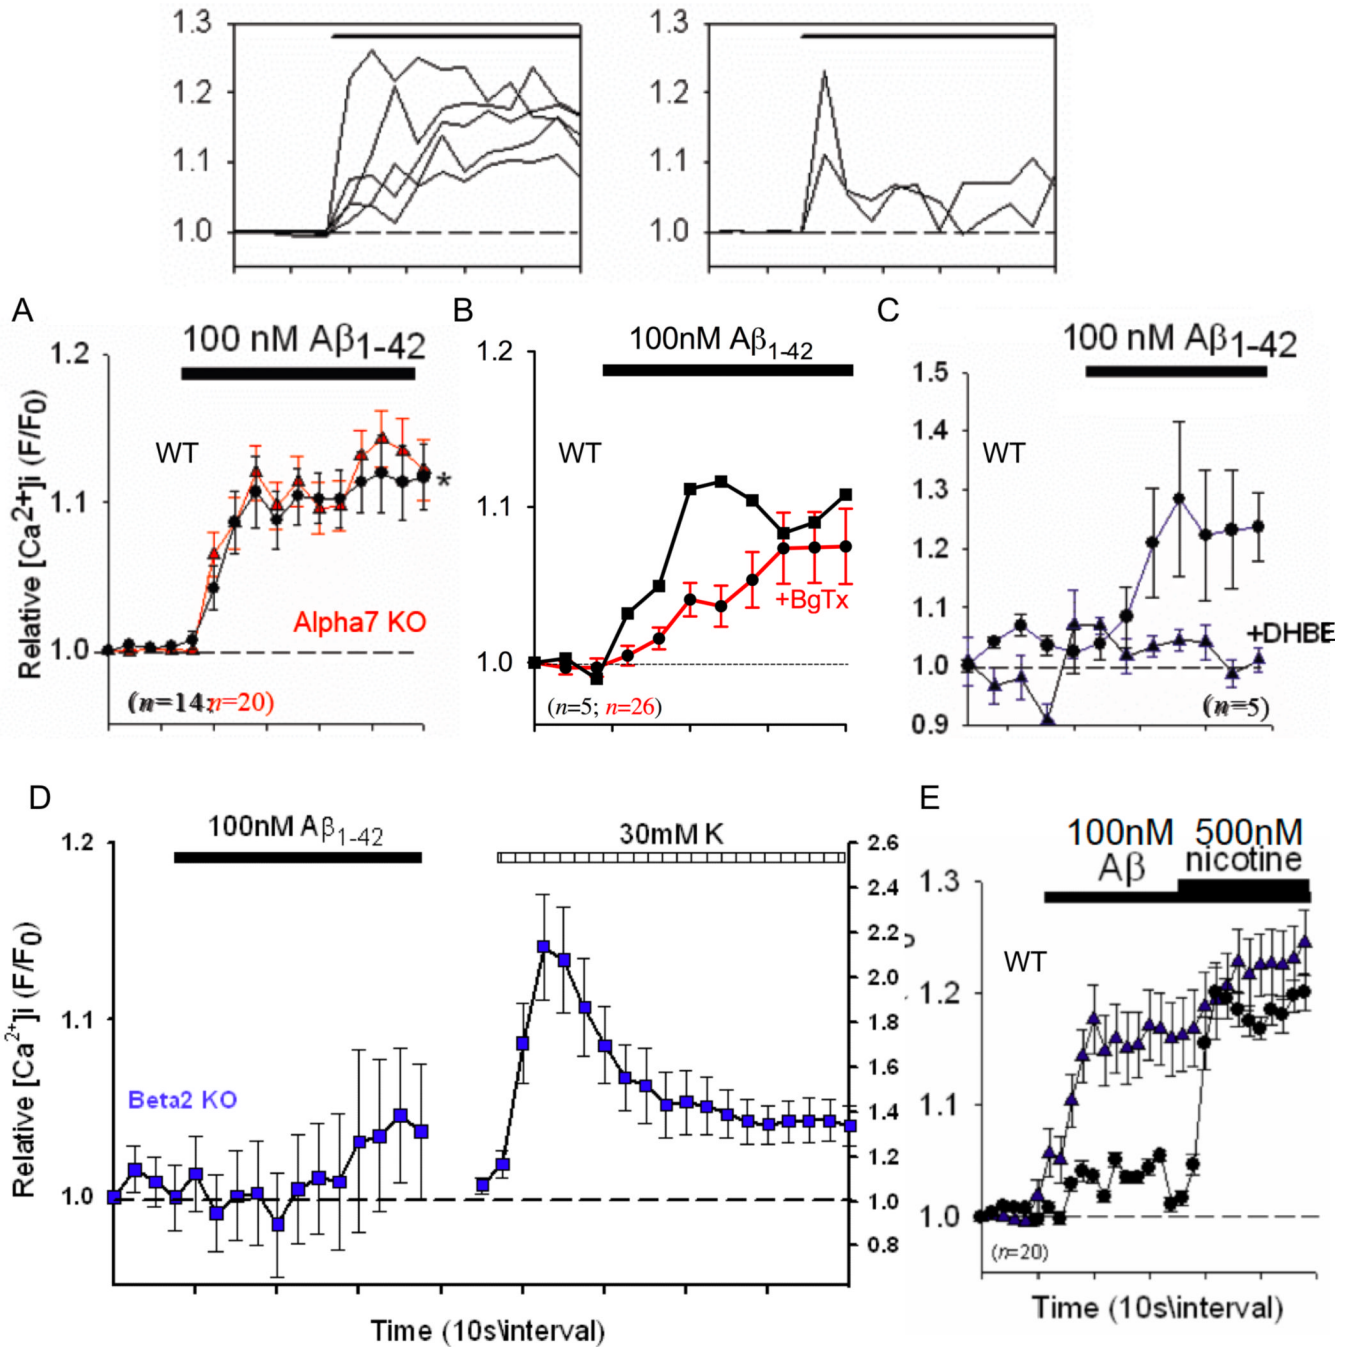 1.3
1.2
1.1
1.0
1.3
1.2
1.1
1.0
A
100 nM Aβ1-42
1.2
1.1
1.0
Relative [Ca2+]i (F/F0)
WT
*
Alpha7 KO
(n=14; n=20)
B
100nM Aβ1-42
1.2
1.1
1.0
WT
+BgTx
(n=5; n=26)
C
100 nM Aβ1-42
1.5
1.4
1.3
1.2
1.1
1.0
0.9
WT
+DHBE
(n=5)
D
100nM Aβ1-42
30mM K
1.2
1.1
1.0
Relative [Ca2+]i (F/F0)
Beta2 KO
2.6
2.4
2.2
2.0
1.8
1.6
1.4
1.2
1.0
0.8
Time (10s\interval)
E
100nM Aβ
500nM nicotine
1.3
1.2
1.1
1.0
WT
(n=20)
Time (10s\interval)